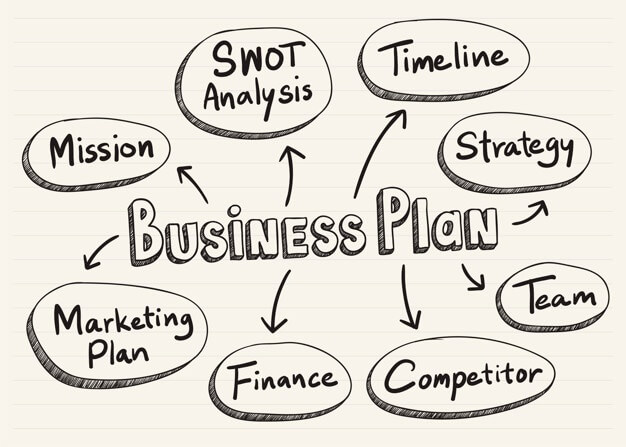 SWOT
Analysis
Timeline
Mission
Strategy
Business Plan
Marketing
Plan
Team
Finance
Competitor